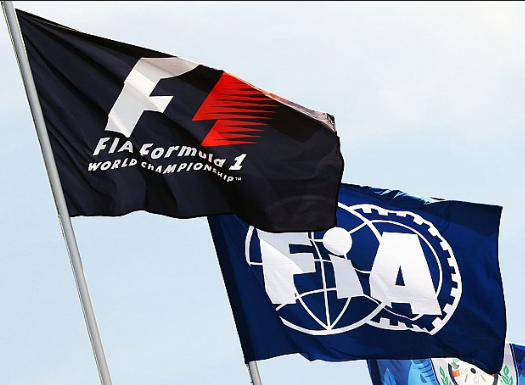 F1
FIA Formula 1
WORLD CHAMPIONSHIP™
FiA